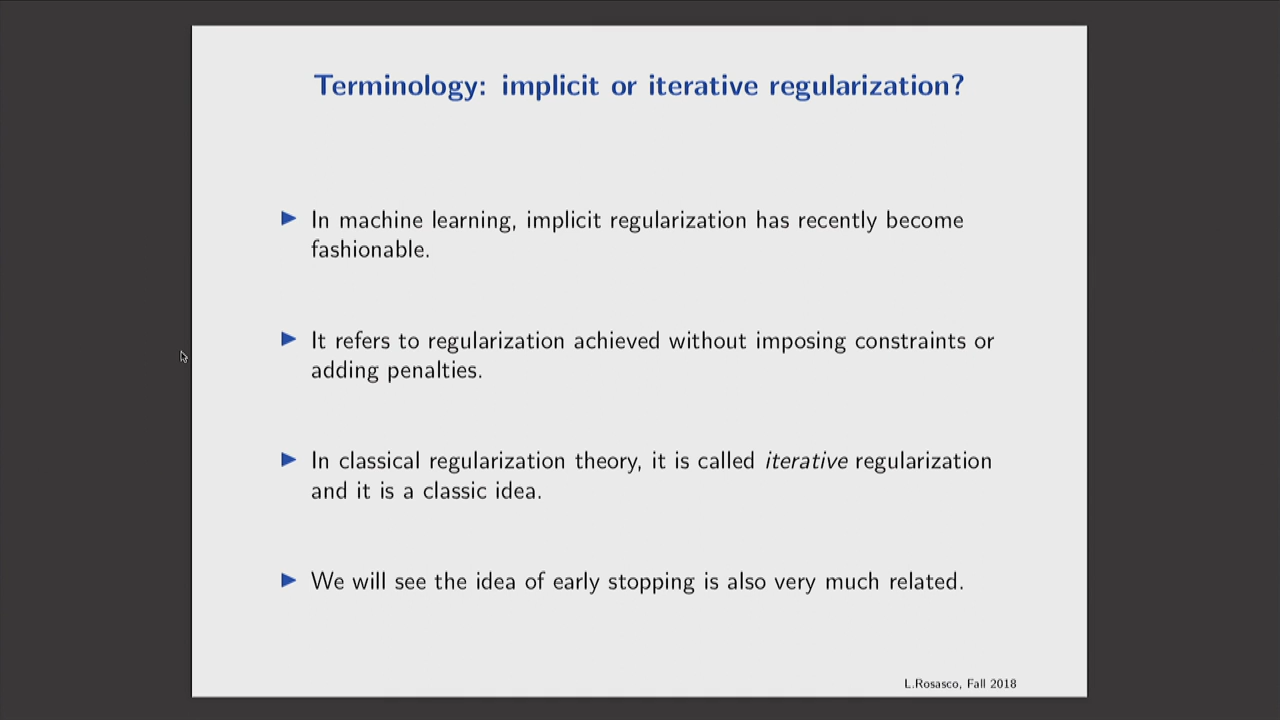 Terminology: implicit or iterative regularization?
In machine learning, implicit regularization has recently become
fashionable.
It refers to regularization achieved without imposing constraints or
adding penalties.
In classical regularization theory, it is called iterative regularization
and it is a classic idea.
We will see the idea of early stopping is also very much related.
L.Rosasco, Fall 2018